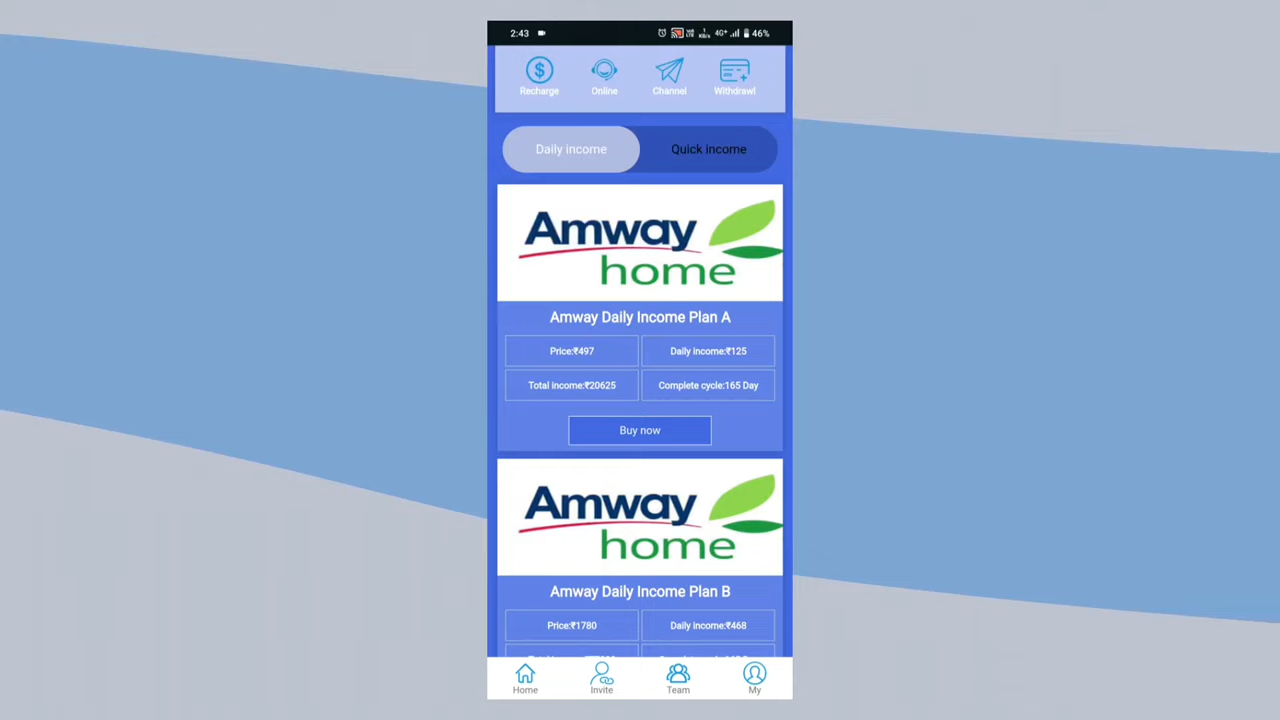 2:43
4G+ 46%
Recharge Online Channel Withdrawl
Daily income Quick income
Amway
home
Amway Daily Income Plan A
Price:₹497 Daily income:₹125
Total income:₹20625 Complete cycle:165 Day
Buy now
Amway
home
Amway Daily Income Plan B
Price:₹1780 Daily income:₹468
Home Invite Team My